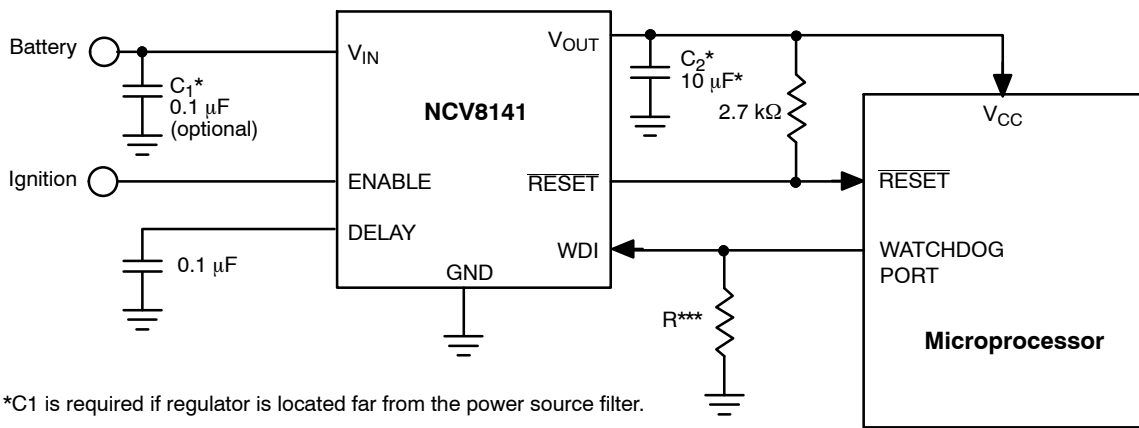 Battery
C1*
0.1 μF
(optional)
Ignition
0.1 μF
VIN
ENABLE
DELAY
NCV8141
GND
VOUT
RESET
WDI
C2*
10 μF*
2.7 kΩ
R***
VCC
RESET
WATCHDOG
PORT
Microprocessor
*C1 is required if regulator is located far from the power source filter.